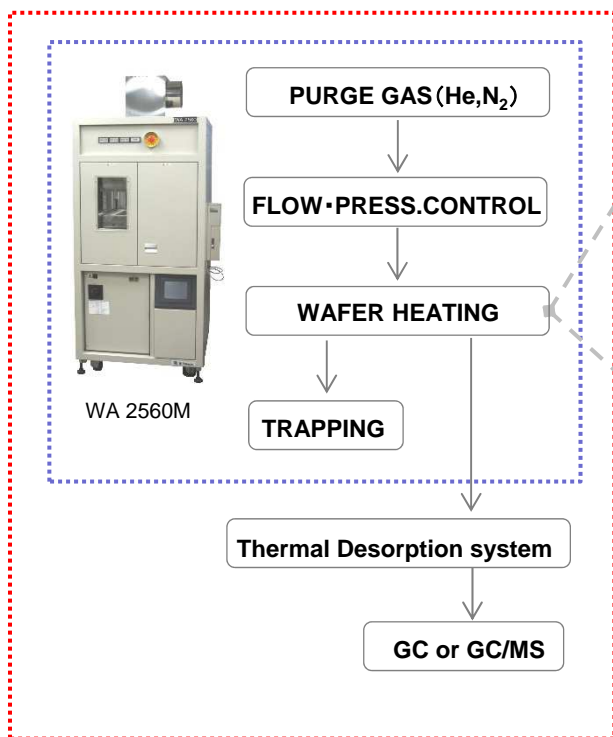 PURGE GAS（He,N₂）
FLOW・PRESS.CONTROL
WAFER HEATING
TRAPPING
WA 2560M
Thermal Desorption system
GC or GC/MS